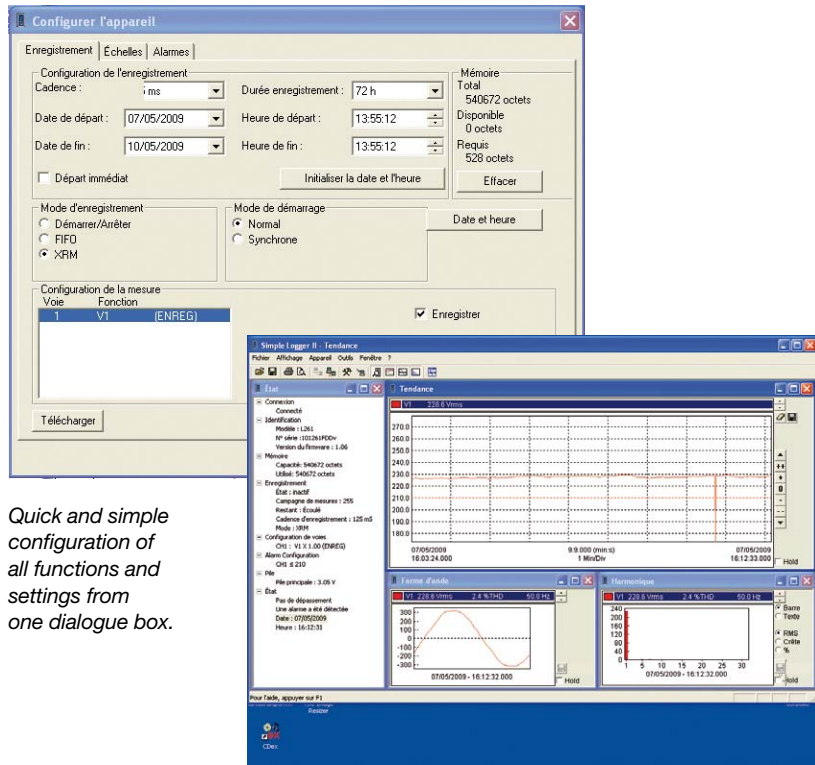 Configurer l'appareil
Enregistrement Échelles Alarmes
Configuration de l'enregistrement
Cadence : ms
Durée enregistrement : 72 h
Date de départ : 07/05/2009
Heure de départ : 13:55:12
Date de fin : 10/05/2009
Heure de fin : 13:55:12
Départ immédiat
Initialiser la date et l'heure
Mémoire
Total
540672 octets
Disponible
0 octets
Requis
528 octets
Effacer
Mode d'enregistrement
Démarrer/Arrêter
FIFO
XRM
Mode de démarrage
Normal
Synchrone
Date et heure
Configuration de la mesure
Voie Fonction
1 V1 (ENREG)
Enregistrer
Télécharger
Quick and simple
configuration of
all functions and
settings from
one dialogue box.
Simple Logger II - Tendance
Fichier Affichage Appareil Outils Fenêtre ?
État
Connexion
Connecté
Identification
Modèle : L261
N° série : 101261FDDv
Version du firmware : 1.06
Mémoire
Capacité: 540672 octets
Utilisé: 540672 octets
Enregistrement
État : inactif
Campagne de mesures : 255
Restant : Écoulé
Cadence d'enregistrement : 125 mS
Mode : XRM
Configuration de voies
CH1 : V1 X 1.00 (ENREG)
Alarm Configuration
CH1 ≤ 210
Pile
Pile principale : 3.05 V
État
Pas de dépassement
Une alarme a été détectée
Date : 07/05/2009
Heure : 16:12:31
Tendance
V1 228.6 Vrms
270.0
260.0
250.0
240.0
230.0
220.0
210.0
200.0
190.0
180.0
07/05/2009 9.9.000 (min:s) 07/05/2009
16.03:24.000 1 Min/Div 16:12:33.000
Hold
Forme d'onde
V1 228.6 Vrms 2.4 %THD 50.0 Hz
300
200
100
0
-100
-200
-300
07/05/2009 - 16:12:32.000
Hold
Harmonique
V1 228.6 Vrms 2.4 %THD 50.0 Hz
240
200
160
120
80
40
0
1 5 10 15 20 25 30
07/05/2009 - 16:12:32.000
Barre
Texte
RMS
Crête
%
Hold
Pour l'aide, appuyer sur F1
Resizer
CDex